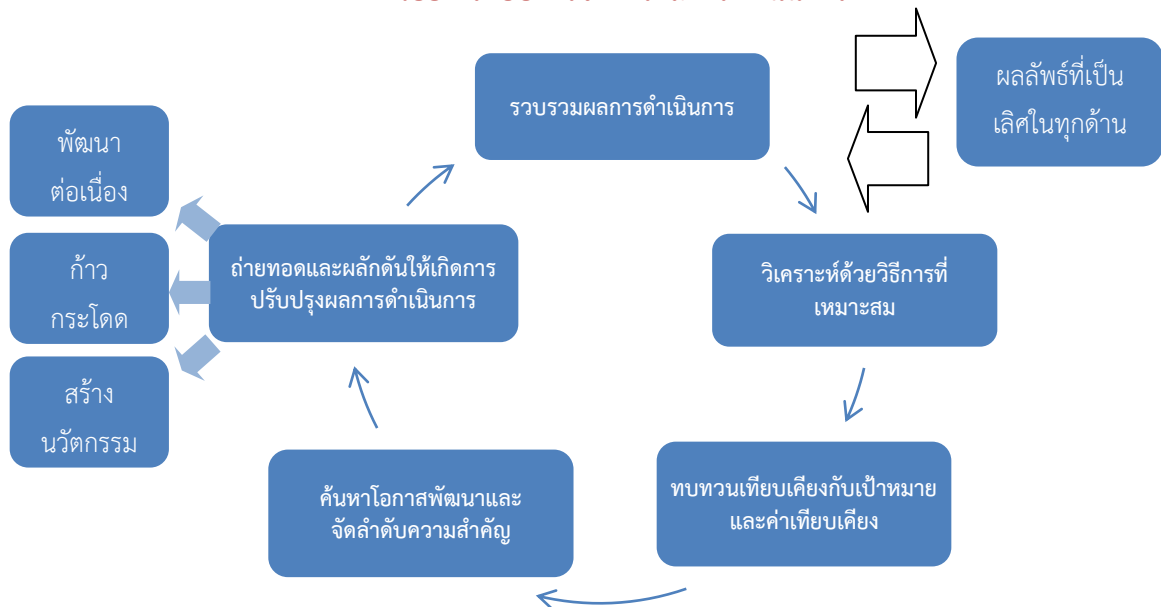 รวบรวมผลการดำเนินการ
ผลลัพธ์ที่เป็น
เลิศในทุกด้าน
วิเคราะห์ด้วยวิธีการที่
เหมาะสม
ทบทวนเทียบเคียงกับเป้าหมาย
และค่าเทียบเคียง
ค้นหาโอกาสพัฒนาและ
จัดลำดับความสำคัญ
ถ่ายทอดและผลักดันให้เกิดการ
ปรับปรุงผลการดำเนินการ
พัฒนา
ต่อเนื่อง
ก้าว
กระโดด
สร้าง
นวัตกรรม